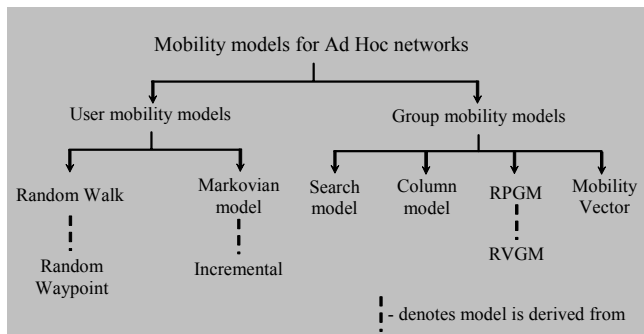 Mobility models for Ad Hoc networks
User mobility models
Group mobility models
Random Walk
Markovian
model
Search
model
Column
model
RPGM
Mobility
Vector
Random
Waypoint
Incremental
RVGM
- denotes model is derived from